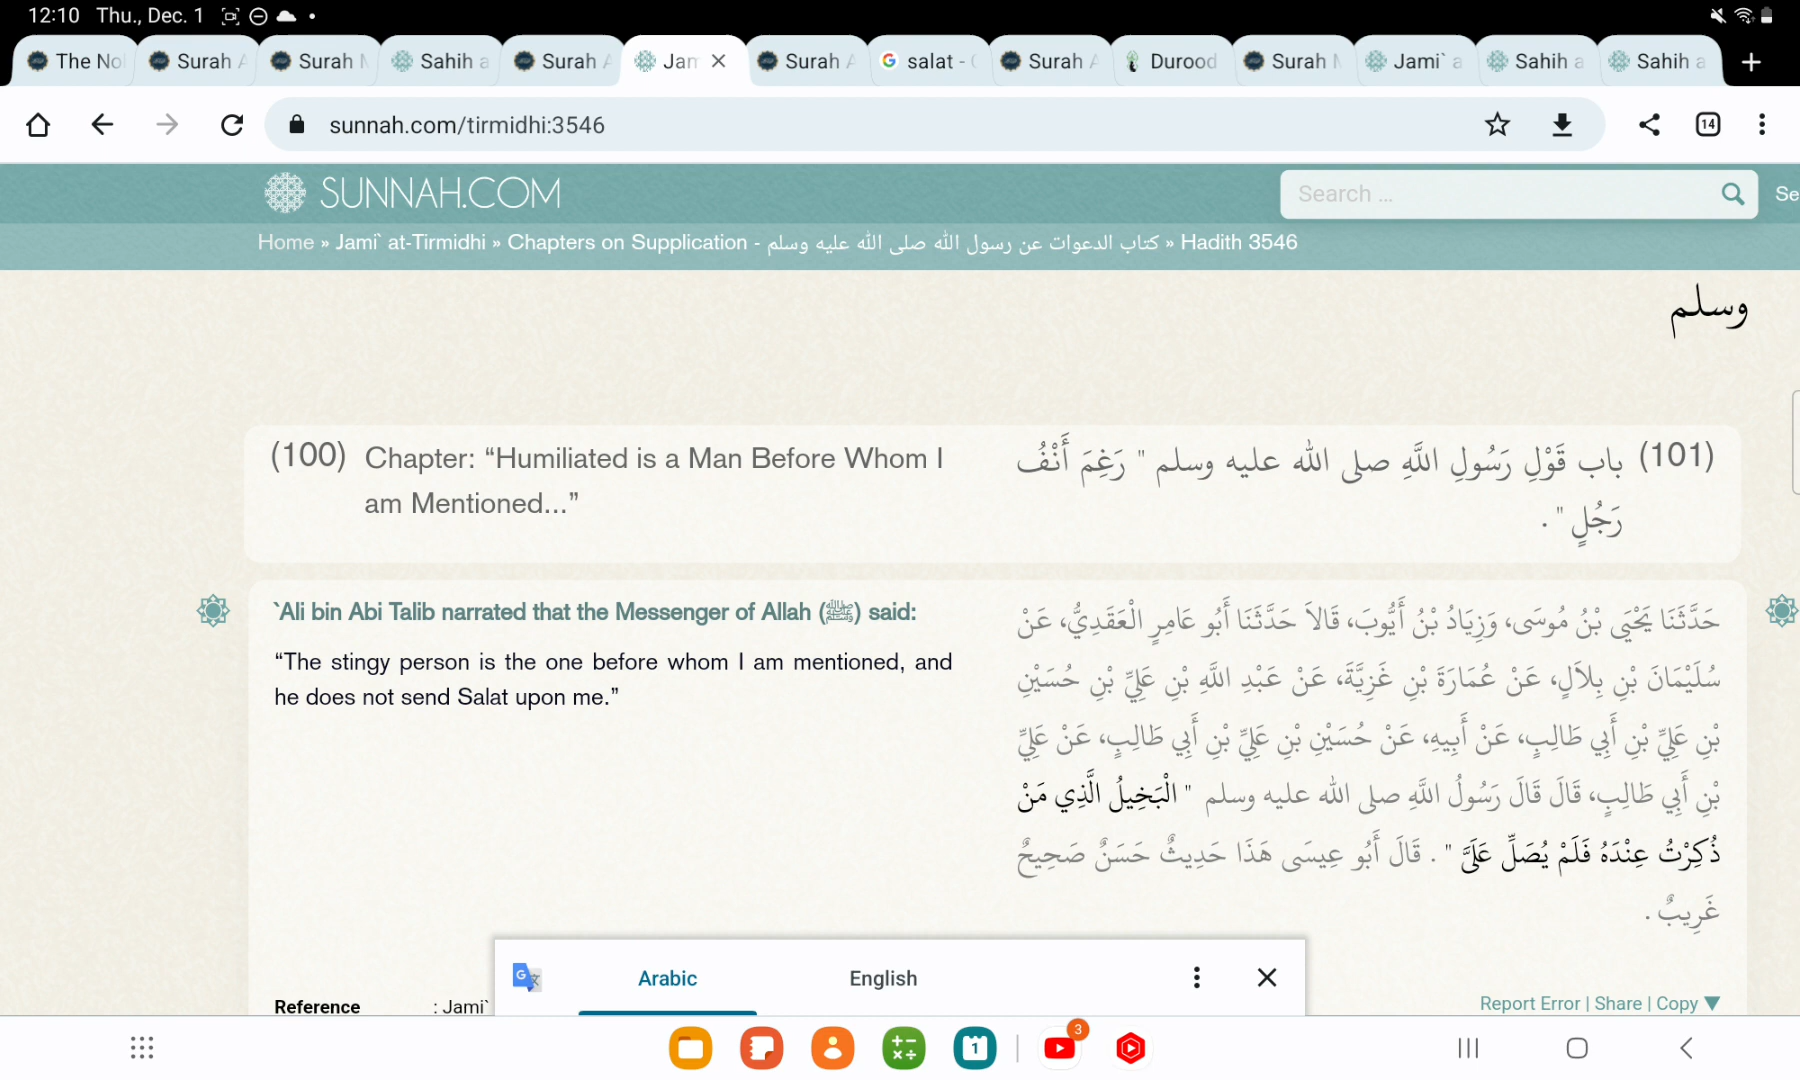 12:10 Thu., Dec. 1
The No
Surah A
Surah M
Sahih a
Surah A
Jam
Surah A
salat -
Surah A
Durood
Surah M
Jami` a
Sahih a
Sahih a
sunnah.com/tirmidhi:3546
14
SUNNAH.COM
Search ...
Se
Home » Jami` at-Tirmidhi » Chapters on Supplication - كتاب الدعوات عن رسول الله صلى الله عليه وسلم » Hadith 3546
وسلم
(100) Chapter: “Humiliated is a Man Before Whom I
am Mentioned...”
(101) باب قَوْلِ رَسُولِ اللَّهِ صلى الله عليه وسلم " رَغِمَ أَنْفُ
رَجُلٍ " .
`Ali bin Abi Talib narrated that the Messenger of Allah (ﷺ) said:
“The stingy person is the one before whom I am mentioned, and
he does not send Salat upon me.”
حَدَّثَنَا يَحْيَى بْنُ مُوسَى، وَزِيَادُ بْنُ أَيُّوبَ، قَالاَ حَدَّثَنَا أَبُو عَامِرٍ الْعَقَدِيُّ، عَنْ
سُلَيْمَانَ بْنِ بِلاَلٍ، عَنْ عُمَارَةَ بْنِ غَزِيَّةَ، عَنْ عَبْدِ اللَّهِ بْنِ عَلِيِّ بْنِ حُسَيْنِ
بْنِ عَلِيِّ بْنِ أَبِي طَالِبٍ، عَنْ أَبِيهِ، عَنْ حُسَيْنِ بْنِ عَلِيِّ بْنِ أَبِي طَالِبٍ، عَنْ عَلِيِّ
بْنِ أَبِي طَالِبٍ، قَالَ قَالَ رَسُولُ اللَّهِ صلى الله عليه وسلم " الْبَخِيلُ الَّذِي مَنْ
ذُكِرْتُ عِنْدَهُ فَلَمْ يُصَلِّ عَلَىَّ " . قَالَ أَبُو عِيسَى هَذَا حَدِيثٌ حَسَنٌ صَحِيحٌ
غَرِيبٌ .
Reference : Jami`
Report Error | Share | Copy ▼
Arabic English
1
3